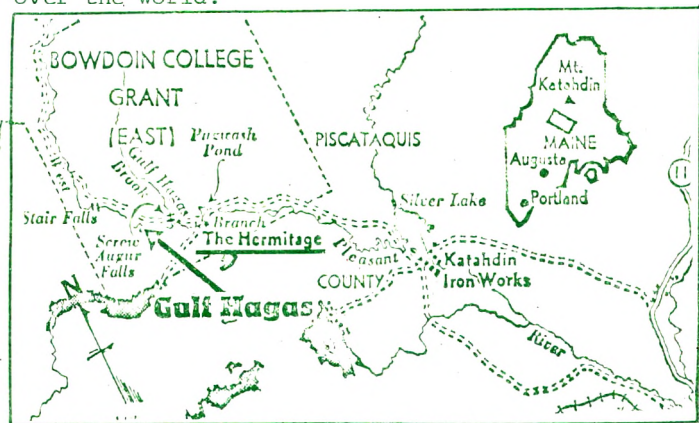 over the world.
BOWDOIN COLLEGE
GRANT
(EAST)
Pugwash
Pond
PISCATAQUIS
Gulf Hagas
Brook
West
Stair Falls
Screw
Augur
Falls
Branch
The Hermitage
Pleasant
Silver Lake
COUNTY
Katahdin
Iron Works
Gulf Hagas
River
N
Mt.
Katahdin
MAINE
Augusta
Portland
11